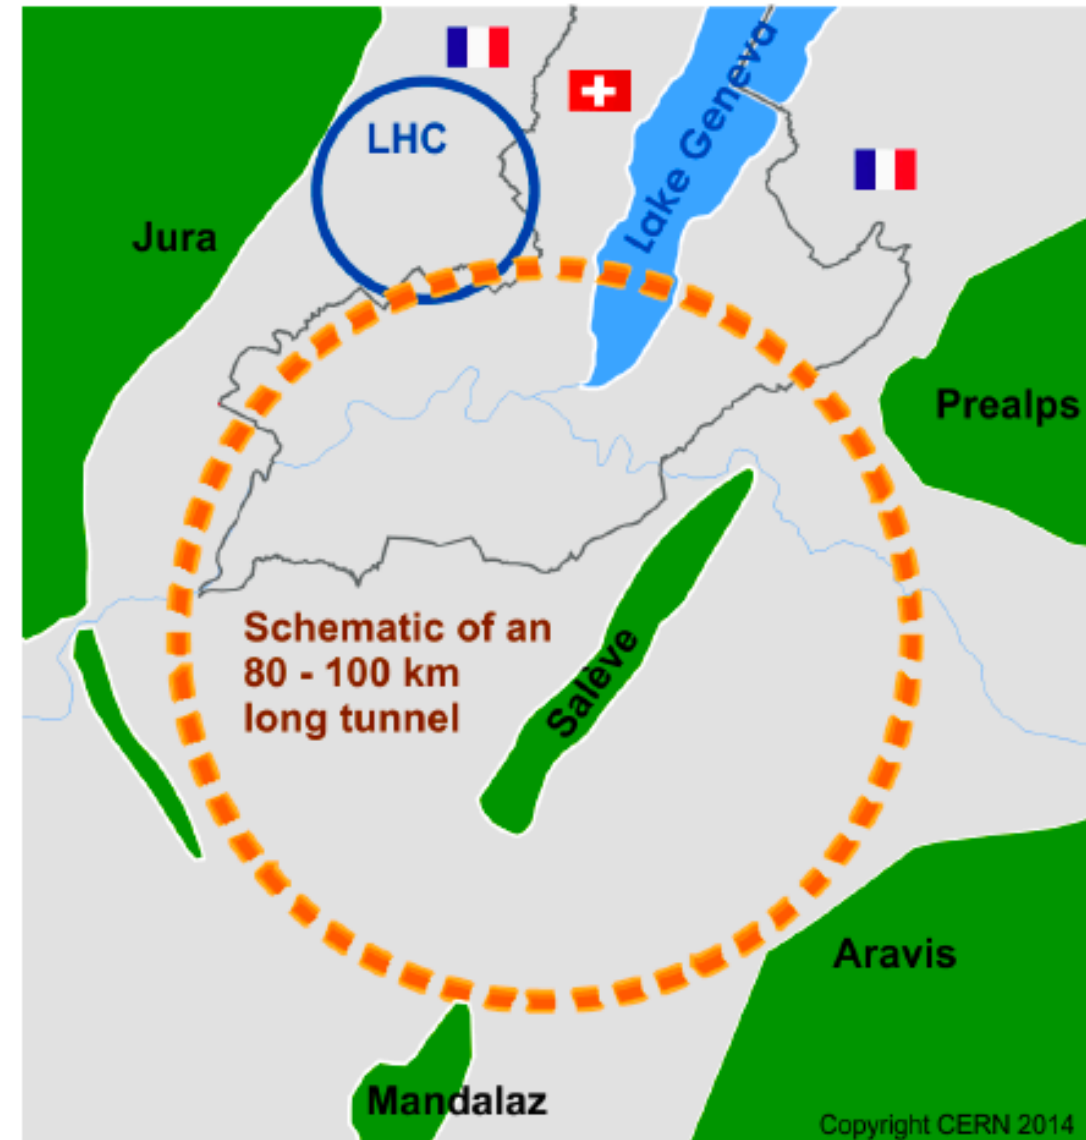 LHC
Lake Geneva
Jura
Prealps
Schematic of an
80 - 100 km
long tunnel
Salève
Aravis
Mandalaz
Copyright CERN 2014